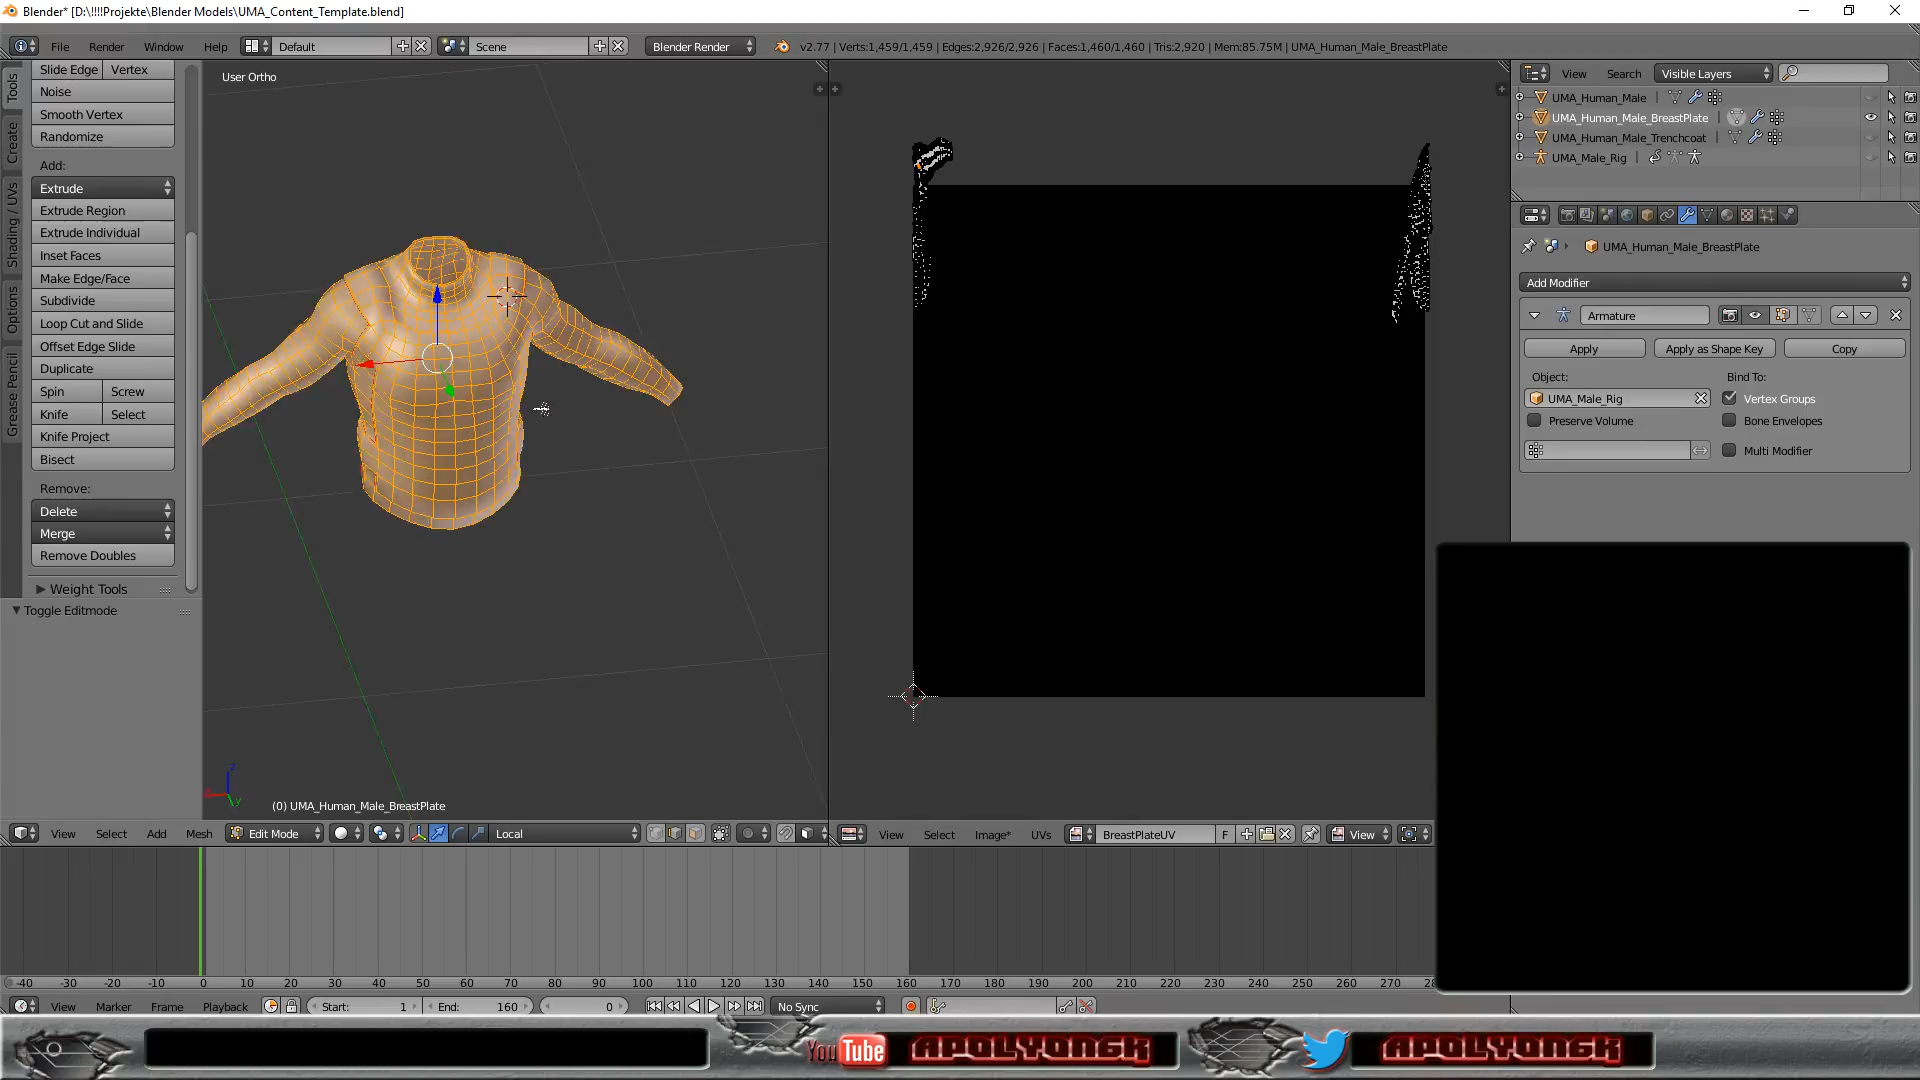 Blender* [D:\!!!!Projekte\Blender Models\UMA_Content_Template.blend]
File Render Window Help Default Scene Blender Render v2.77 | Verts:1,459/1,459 | Edges:2,926/2,926 | Faces:1,460/1,460 | Tris:2,920 | Mem:85.75M | UMA_Human_Male_BreastPlate
Tools
Create
Shading / UVs
Options
Grease Pencil
Slide Edge Vertex
Noise
Smooth Vertex
Randomize
Add:
Extrude
Extrude Region
Extrude Individual
Inset Faces
Make Edge/Face
Subdivide
Loop Cut and Slide
Offset Edge Slide
Duplicate
Spin Screw
Knife Select
Knife Project
Bisect
Remove:
Delete
Merge
Remove Doubles
Weight Tools
Toggle Editmode
User Ortho
(0) UMA_Human_Male_BreastPlate
View Select Add Mesh Edit Mode Local
View Select Image* UVs BreastPlateUV F View
View Search Visible Layers
UMA_Human_Male
UMA_Human_Male_BreastPlate
UMA_Human_Male_Trenchcoat
UMA_Male_Rig
UMA_Human_Male_BreastPlate
Add Modifier
Armature
Apply Apply as Shape Key Copy
Object: Bind To:
UMA_Male_Rig Vertex Groups
Preserve Volume Bone Envelopes
Multi Modifier
-40 -30 -20 -10 0 10 20 30 40 50 60 70 80 90 100 110 120 130 140 150 160 170 180 190 200 210 220 230 240 250 260 270
View Marker Frame Playback Start: 1 End: 160 0 No Sync
YouTube APOLYONGK APOLYONGK